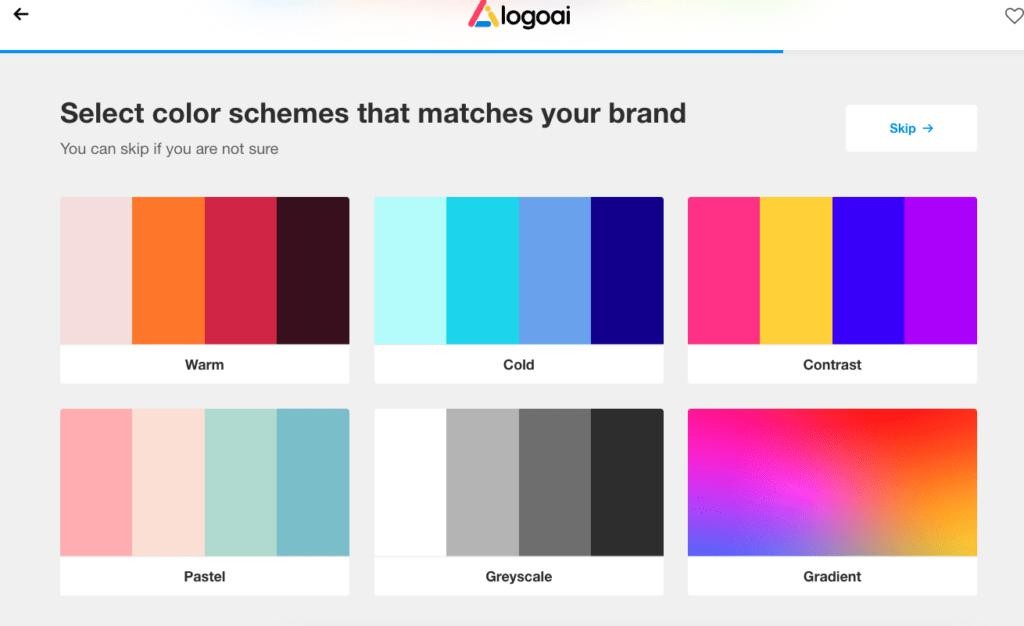 logoai
Select color schemes that matches your brand
You can skip if you are not sure
Skip →
Warm
Cold
Contrast
Pastel
Greyscale
Gradient